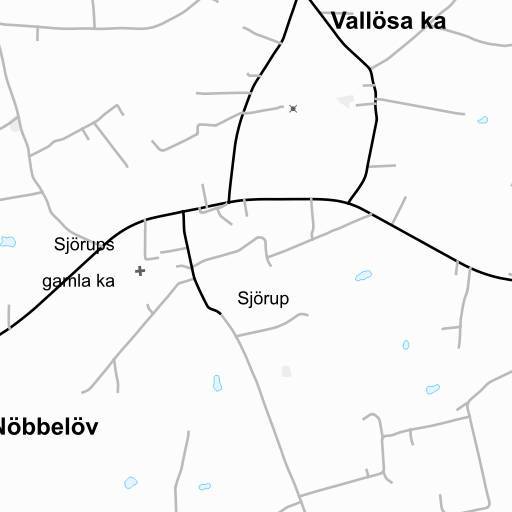 Vallösa ka
Sjörups
gamla ka
Sjörup
Nöbbelöv